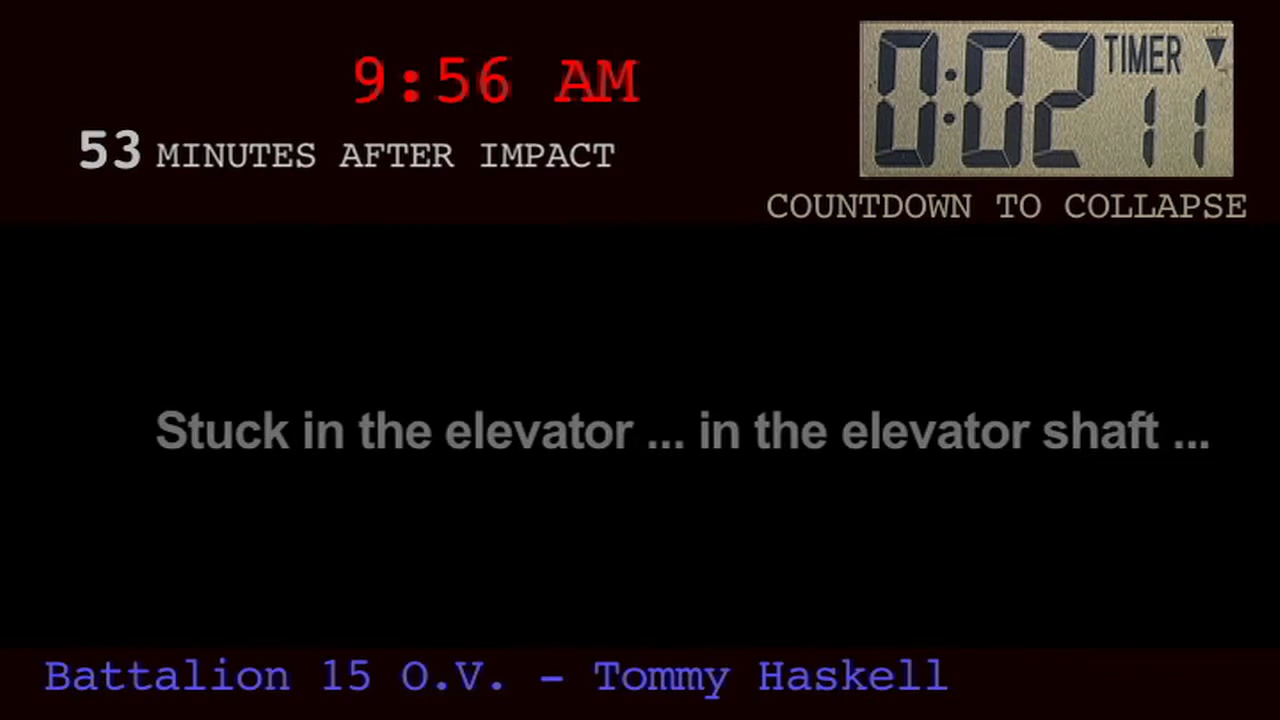 9:56 AM
53 MINUTES AFTER IMPACT
0:02 11 TIMER
COUNTDOWN TO COLLAPSE
Stuck in the elevator ... in the elevator shaft ...
Battalion 15 O.V. - Tommy Haskell